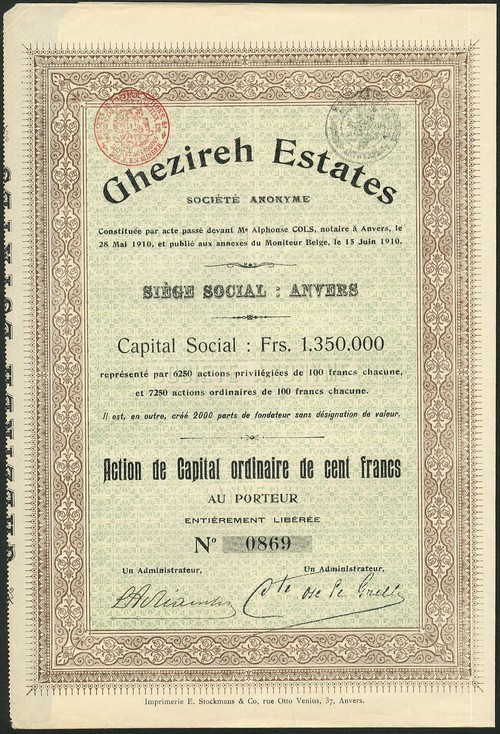 Ghezireh Estates
SOCIÉTÉ ANONYME
Constituée par acte passé devant Me Alphonse COLS, notaire à Anvers, le
28 Mai 1910, et publié aux annexes du Moniteur Belge, le 15 Juin 1910.
SIÈGE SOCIAL : ANVERS
Capital Social : Frs. 1.350.000
représenté par 6250 actions privilégiées de 100 francs chacune,
et 7250 actions ordinaires de 100 francs chacune.
Il est, en outre, créé 2000 parts de fondateur sans désignation de valeur.
Action de Capital ordinaire de cent francs
AU PORTEUR
ENTIÈREMENT LIBÉRÉE
No 0869
Un Administrateur, Un Administrateur,
Imprimerie E. Stockmans & Co, rue Otto Venius, 37, Anvers.